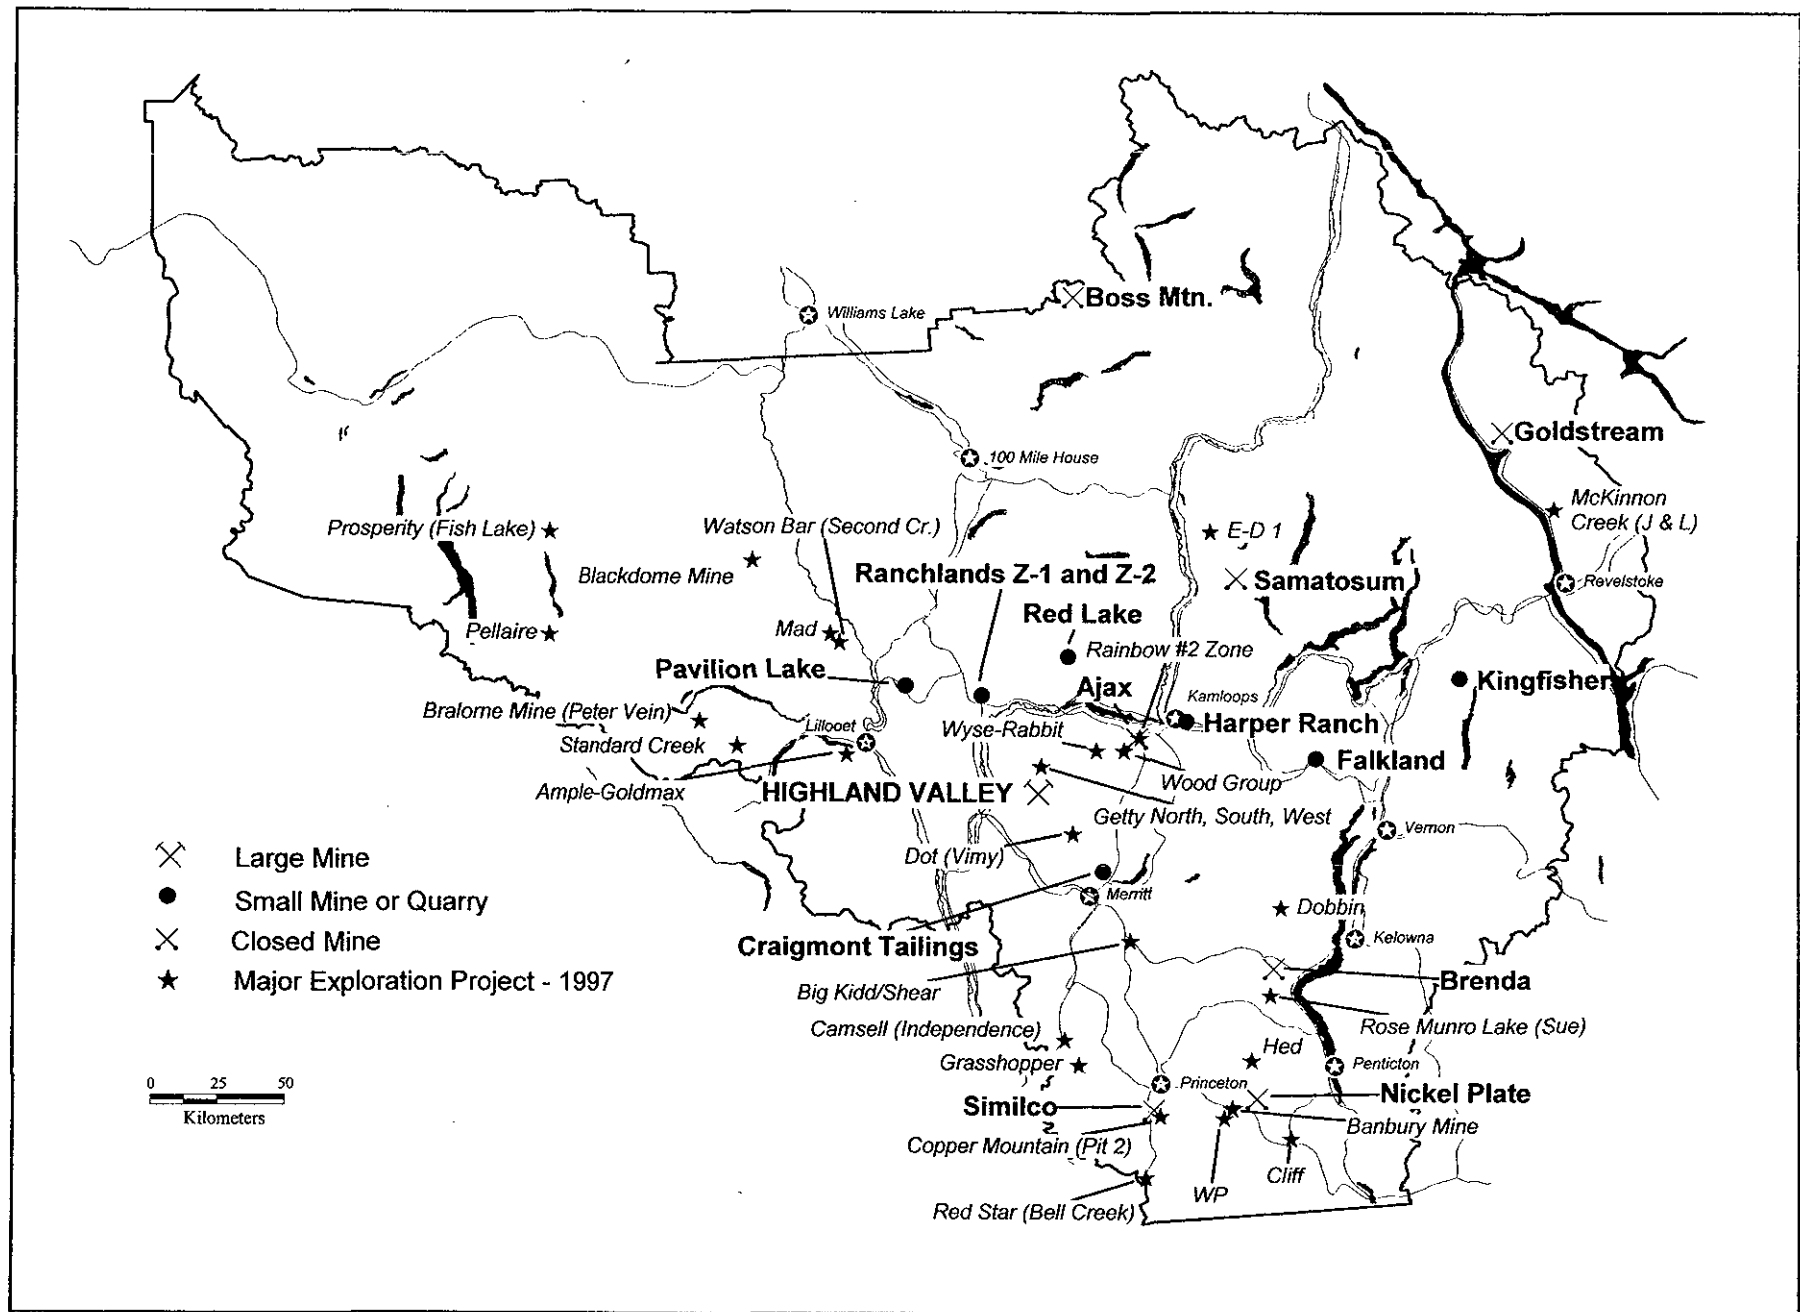 Boss Mtn.
Williams Lake
Goldstream
100 Mile House
McKinnon
Creek (J & L)
Prosperity (Fish Lake)
Watson Bar (Second Cr.)
E-D 1
Blackdome Mine
Ranchlands Z-1 and Z-2
Samatosum
Revelstoke
Red Lake
Mad
Pellaire
Rainbow #2 Zone
Pavilion Lake
Kingfisher
Ajax
Kamloops
Bralorne Mine (Peter Vein)
Lillooet
Harper Ranch
Wyse-Rabbit
Standard Creek
Falkland
Wood Group
Ample-Goldmax
HIGHLAND VALLEY
Getty North, South, West
Vernon
Dot (Vimy)
Large Mine
Merritt
Small Mine or Quarry
Dobbin
Closed Mine
Kelowna
Craigmont Tailings
Major Exploration Project - 1997
Brenda
Big Kidd/Shear
Rose Munro Lake (Sue)
Camsell (Independence)
Hed
Grasshopper
Penticton
0 25 50
Kilometers
Princeton
Nickel Plate
Similco
Banbury Mine
Copper Mountain (Pit 2)
Cliff
WP
Red Star (Bell Creek)